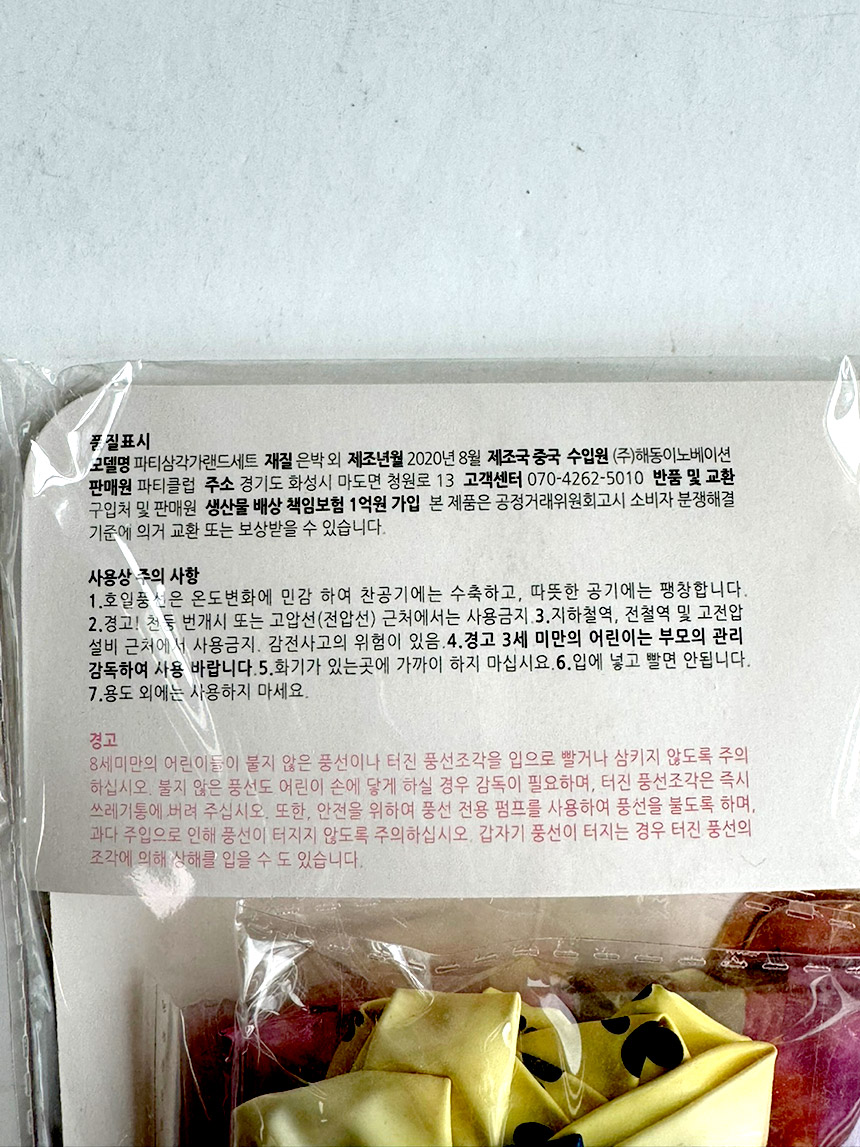 품질표시
모델명 파티삼각가랜드세트 재질 은박 외 제조년월 2020년 8월 제조국 중국 수입원 (주)해동이노베이션
판매원 파티클럽 주소 경기도 화성시 마도면 청원로 13 고객센터 070-4262-5010 반품 및 교환
구입처 및 판매원 생산물 배상 책임보험 1억원 가입 본 제품은 공정거래위원회고시 소비자 분쟁해결
기준에 의거 교환 또는 보상받을 수 있습니다.
사용상 주의 사항
1.호일풍선은 온도변화에 민감 하여 찬공기에는 수축하고, 따뜻한 공기에는 팽창합니다.
2.경고! 천둥 번개시 또는 고압선(전압선) 근처에서는 사용금지.3.지하철역, 전철역 및 고전압
설비 근처에서 사용금지. 감전사고의 위험이 있음.4.경고 3세 미만의 어린이는 부모의 관리
감독하여 사용 바랍니다.5.화기가 있는곳에 가까이 하지 마십시요.6.입에 넣고 빨면 안됩니다.
7.용도 외에는 사용하지 마세요.
경고
8세미만의 어린이들이 불지 않은 풍선이나 터진 풍선조각을 입으로 빨거나 삼키지 않도록 주의
하십시오. 불지 않은 풍선도 어린이 손에 닿게 하실 경우 감독이 필요하며, 터진 풍선조각은 즉시
쓰레기통에 버려 주십시오. 또한, 안전을 위하여 풍선 전용 펌프를 사용하여 풍선을 불도록 하며,
과다 주입으로 인해 풍선이 터지지 않도록 주의하십시오. 갑자기 풍선이 터지는 경우 터진 풍선의
조각에 의해 상해를 입을 수 도 있습니다.